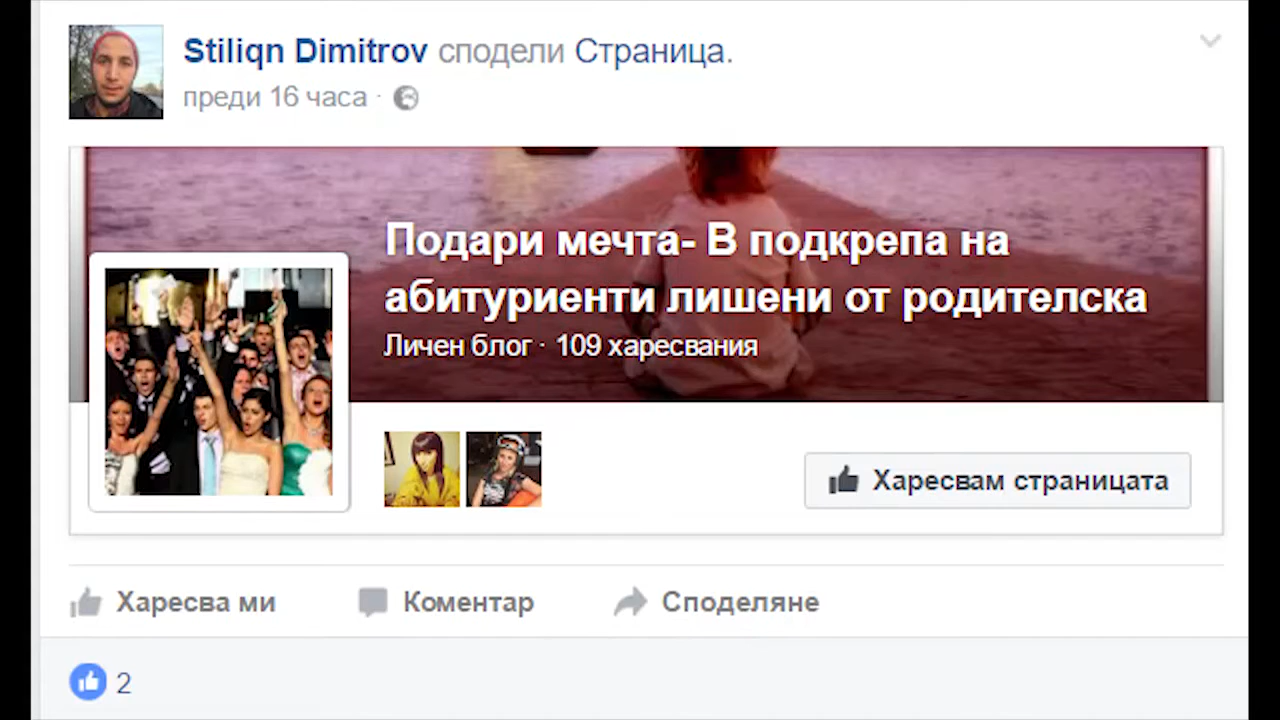 Stiliqn Dimitrov сподели Страница.
преди 16 часа ·
Подари мечта- В подкрепа на
абитуриенти лишени от родителска
Личен блог · 109 харесвания
Харесвам страницата
Харесва ми Коментар Споделяне
2